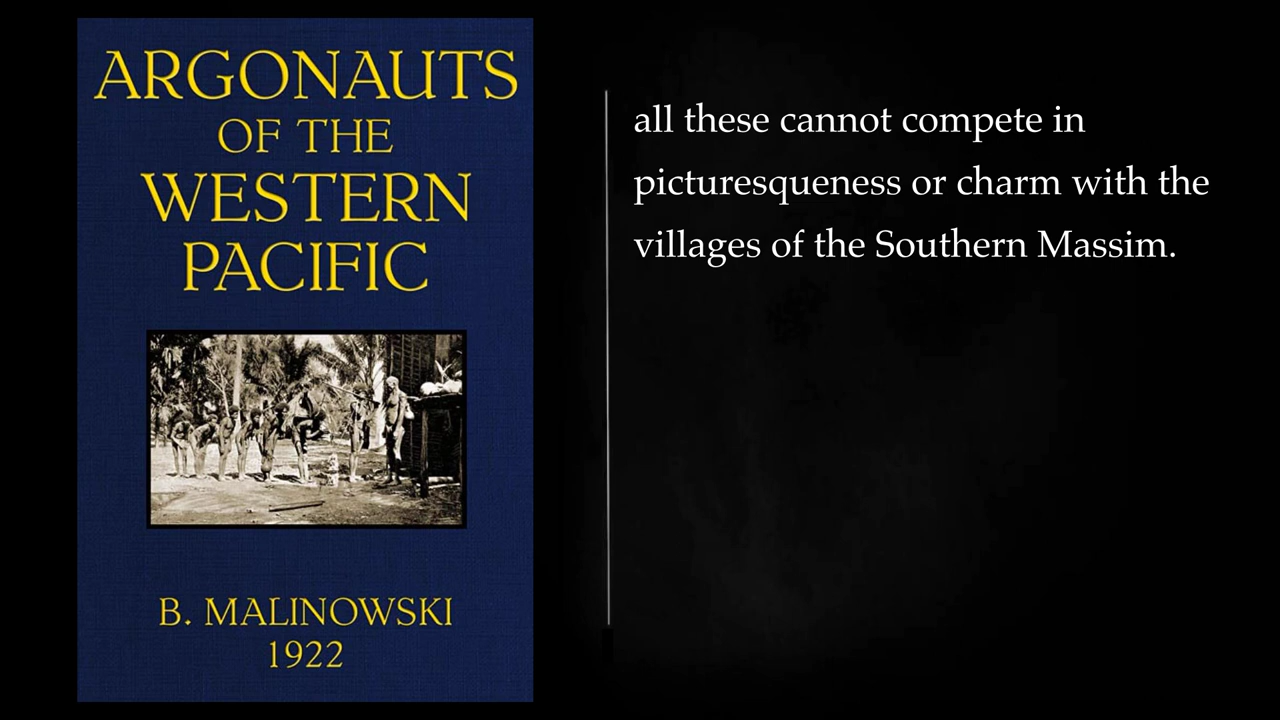 ARGONAUTS
OF THE
WESTERN
PACIFIC
B. MALINOWSKI
1922
all these cannot compete in
picturesqueness or charm with the
villages of the Southern Massim.